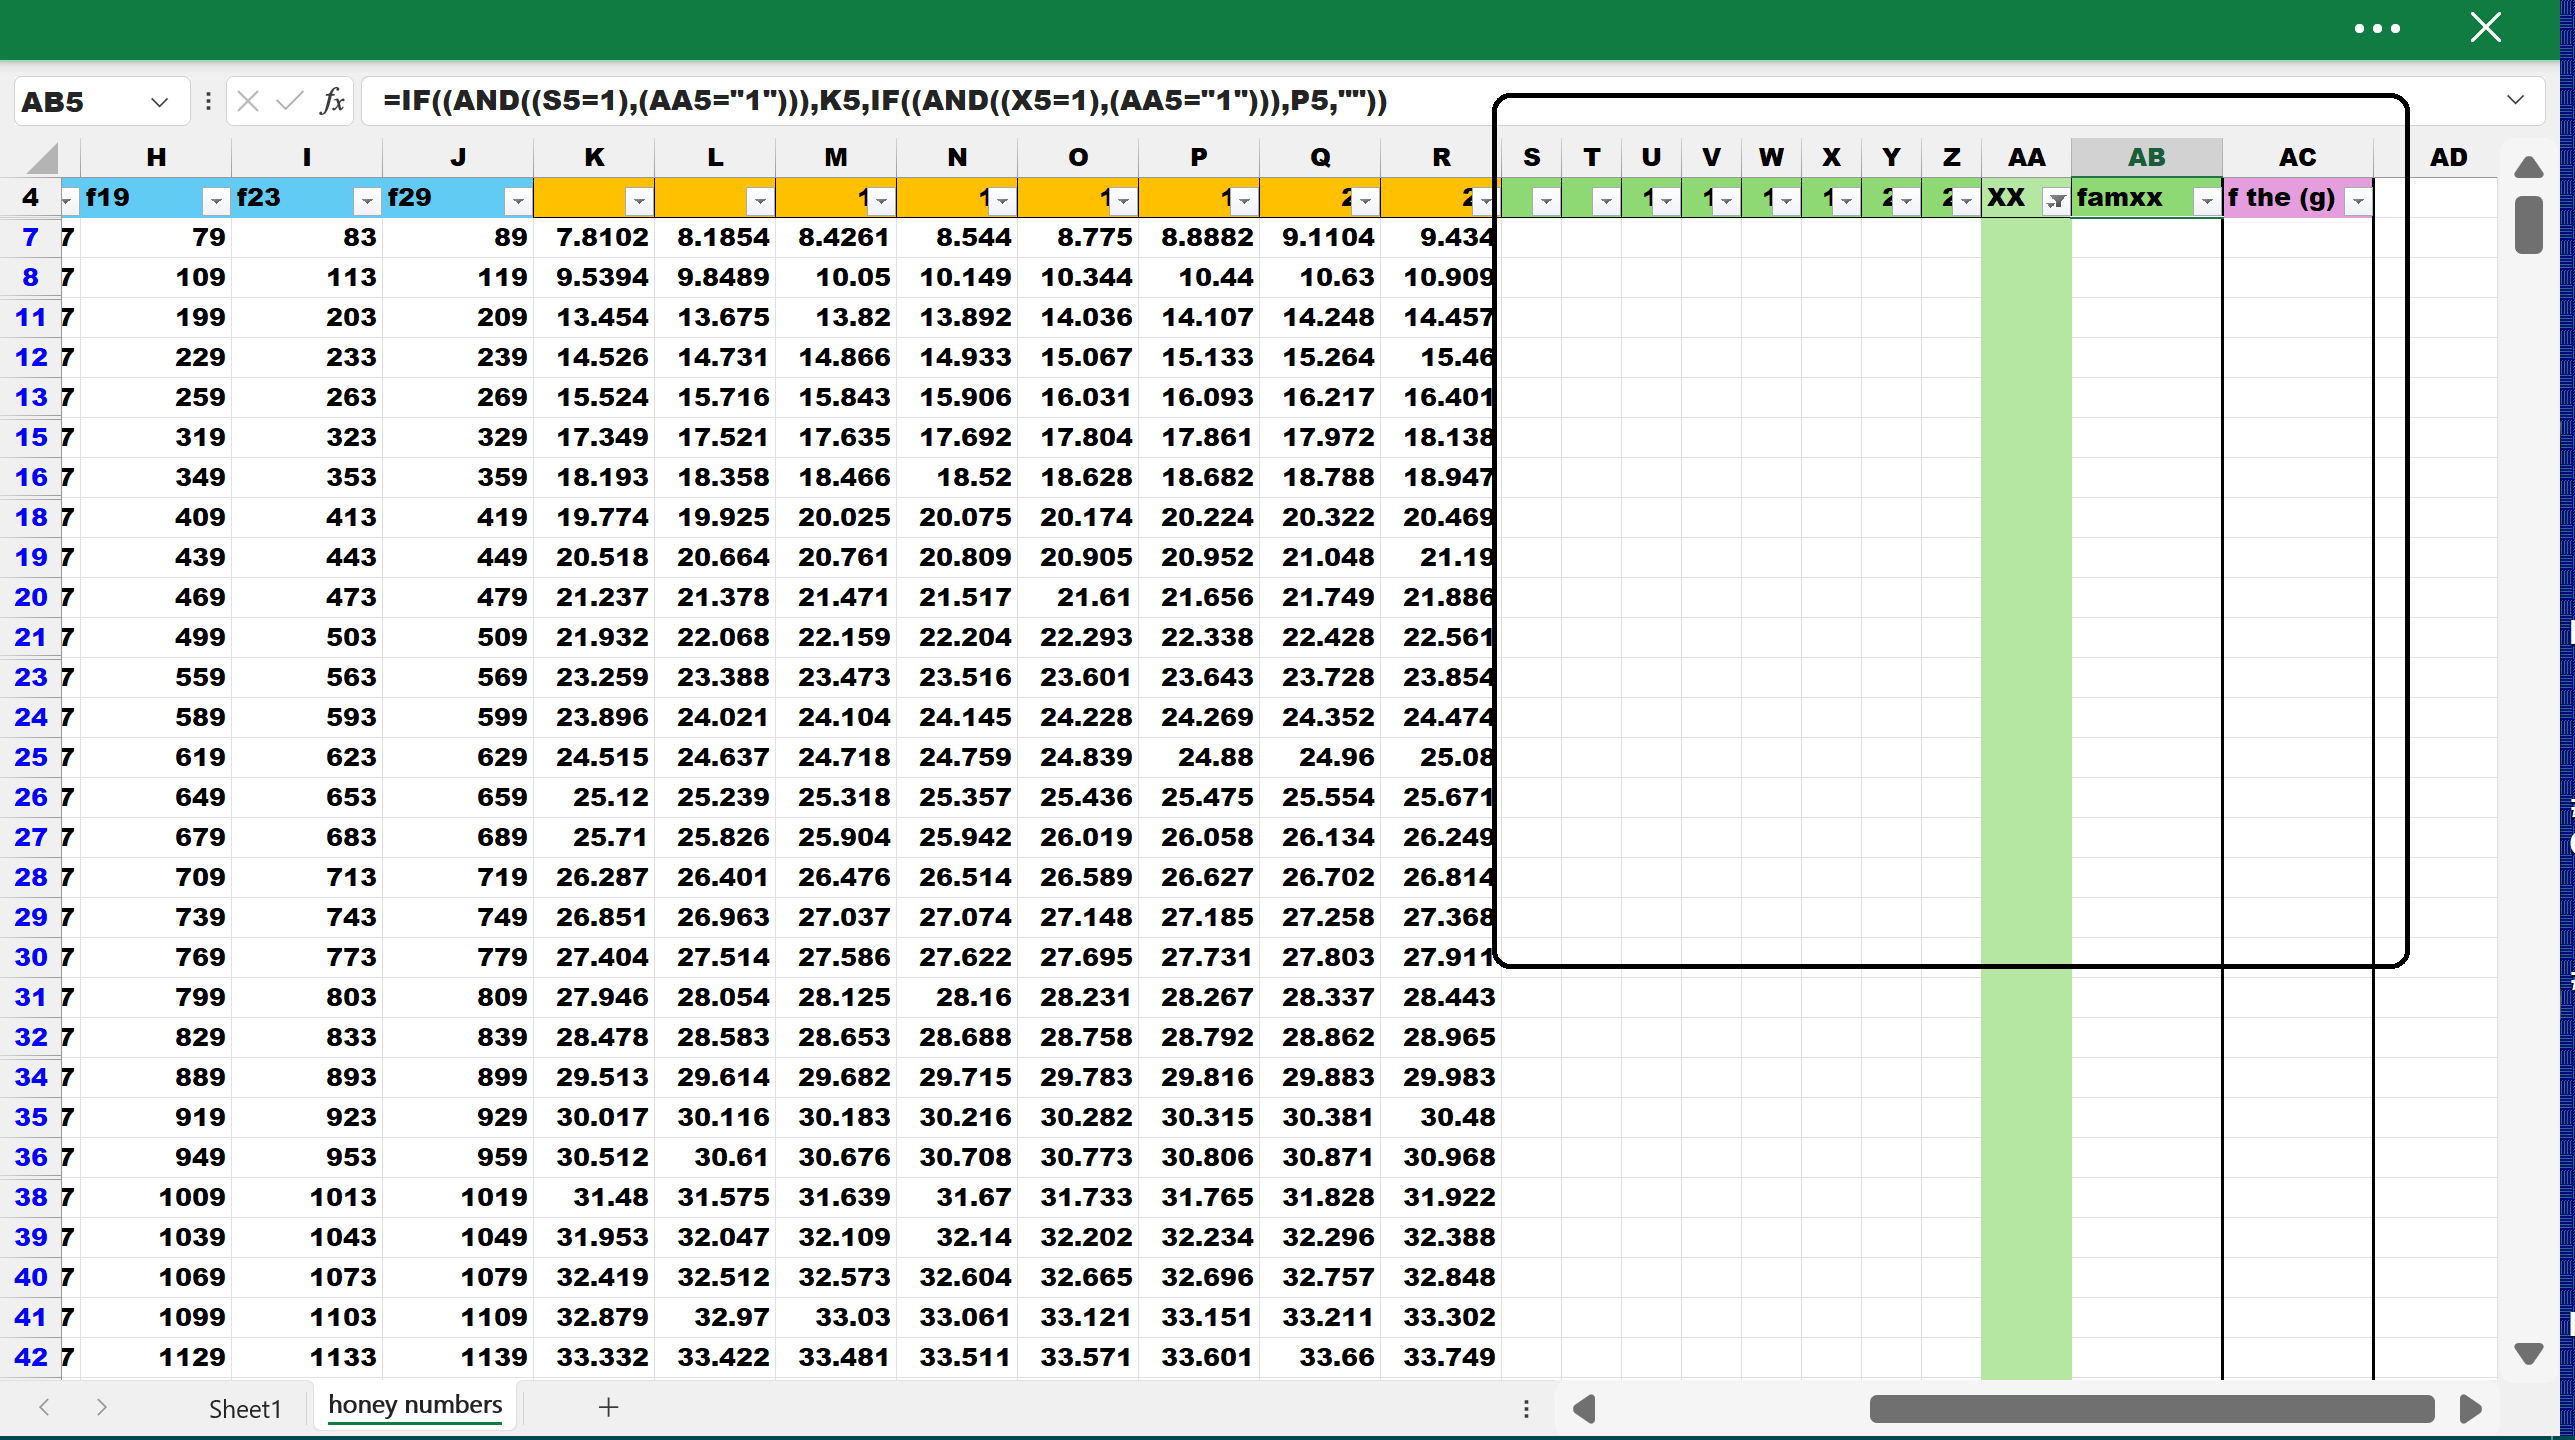 AB5 fx =IF((AND((S5=1),(AA5="1"))),K5,IF((AND((X5=1),(AA5="1"))),P5,""))
H I J K L M N O P Q R S T U V W X Y Z AA AB AC AD
4 f19 f23 f29 1 1 1 1 2 2 1 1 1 1 2 2 XX famxx f the (g)
7 7 79 83 89 7.8102 8.1854 8.4261 8.544 8.775 8.8882 9.1104 9.434
8 7 109 113 119 9.5394 9.8489 10.05 10.149 10.344 10.44 10.63 10.909
11 7 199 203 209 13.454 13.675 13.82 13.892 14.036 14.107 14.248 14.457
12 7 229 233 239 14.526 14.731 14.866 14.933 15.067 15.133 15.264 15.46
13 7 259 263 269 15.524 15.716 15.843 15.906 16.031 16.093 16.217 16.401
15 7 319 323 329 17.349 17.521 17.635 17.692 17.804 17.861 17.972 18.138
16 7 349 353 359 18.193 18.358 18.466 18.52 18.628 18.682 18.788 18.947
18 7 409 413 419 19.774 19.925 20.025 20.075 20.174 20.224 20.322 20.469
19 7 439 443 449 20.518 20.664 20.761 20.809 20.905 20.952 21.048 21.19
20 7 469 473 479 21.237 21.378 21.471 21.517 21.61 21.656 21.749 21.886
21 7 499 503 509 21.932 22.068 22.159 22.204 22.293 22.338 22.428 22.561
23 7 559 563 569 23.259 23.388 23.473 23.516 23.601 23.643 23.728 23.854
24 7 589 593 599 23.896 24.021 24.104 24.145 24.228 24.269 24.352 24.474
25 7 619 623 629 24.515 24.637 24.718 24.759 24.839 24.88 24.96 25.08
26 7 649 653 659 25.12 25.239 25.318 25.357 25.436 25.475 25.554 25.671
27 7 679 683 689 25.71 25.826 25.904 25.942 26.019 26.058 26.134 26.249
28 7 709 713 719 26.287 26.401 26.476 26.514 26.589 26.627 26.702 26.814
29 7 739 743 749 26.851 26.963 27.037 27.074 27.148 27.185 27.258 27.368
30 7 769 773 779 27.404 27.514 27.586 27.622 27.695 27.731 27.803 27.911
31 7 799 803 809 27.946 28.054 28.125 28.16 28.231 28.267 28.337 28.443
32 7 829 833 839 28.478 28.583 28.653 28.688 28.758 28.792 28.862 28.965
34 7 889 893 899 29.513 29.614 29.682 29.715 29.783 29.816 29.883 29.983
35 7 919 923 929 30.017 30.116 30.183 30.216 30.282 30.315 30.381 30.48
36 7 949 953 959 30.512 30.61 30.676 30.708 30.773 30.806 30.871 30.968
38 7 1009 1013 1019 31.48 31.575 31.639 31.67 31.733 31.765 31.828 31.922
39 7 1039 1043 1049 31.953 32.047 32.109 32.14 32.202 32.234 32.296 32.388
40 7 1069 1073 1079 32.419 32.512 32.573 32.604 32.665 32.696 32.757 32.848
41 7 1099 1103 1109 32.879 32.97 33.03 33.061 33.121 33.151 33.211 33.302
42 7 1129 1133 1139 33.332 33.422 33.481 33.511 33.571 33.601 33.66 33.749
Sheet1 honey numbers